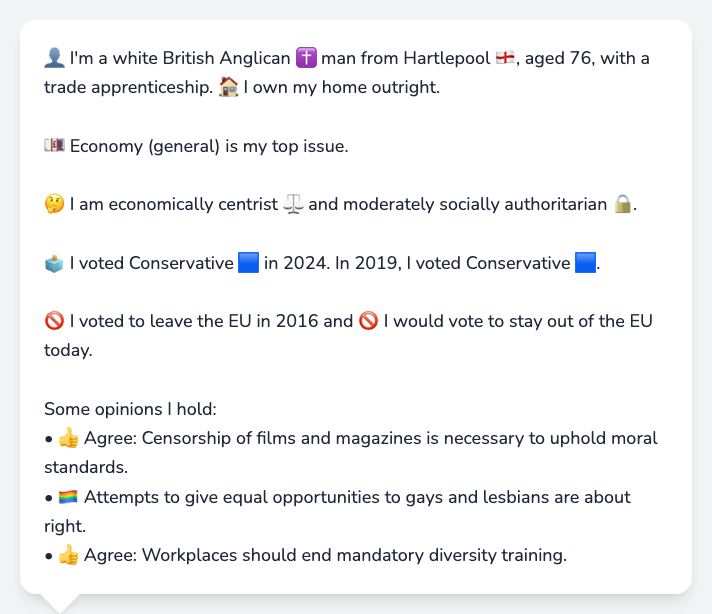 👤 I'm a white British Anglican ✝️ man from Hartlepool 🏴󠁧󠁢󠁥󠁮󠁧󠁿, aged 76, with a
trade apprenticeship. 🏠 I own my home outright.
💷 Economy (general) is my top issue.
🤔 I am economically centrist ⚖️ and moderately socially authoritarian 🔒.
🗳️ I voted Conservative 🟦 in 2024. In 2019, I voted Conservative 🟦.
🚫 I voted to leave the EU in 2016 and 🚫 I would vote to stay out of the EU
today.
Some opinions I hold:
• 👍 Agree: Censorship of films and magazines is necessary to uphold moral
standards.
• 🏳️‍🌈 Attempts to give equal opportunities to gays and lesbians are about
right.
• 👍 Agree: Workplaces should end mandatory diversity training.